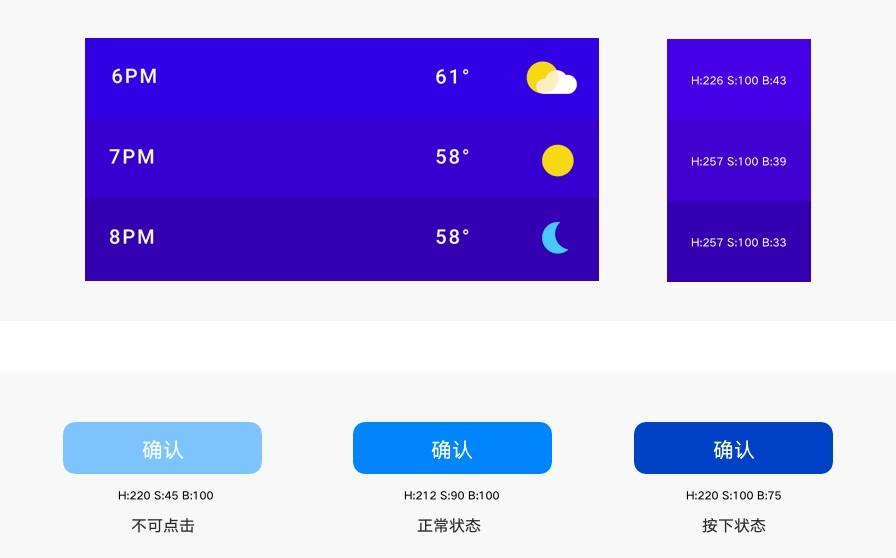 6PM 61°
H:226 S:100 B:43
7PM 58°
H:257 S:100 B:39
8PM 58°
H:257 S:100 B:33
确认 确认 确认
H:220 S:45 B:100 H:212 S:90 B:100 H:220 S:100 B:75
不可点击 正常状态 按下状态